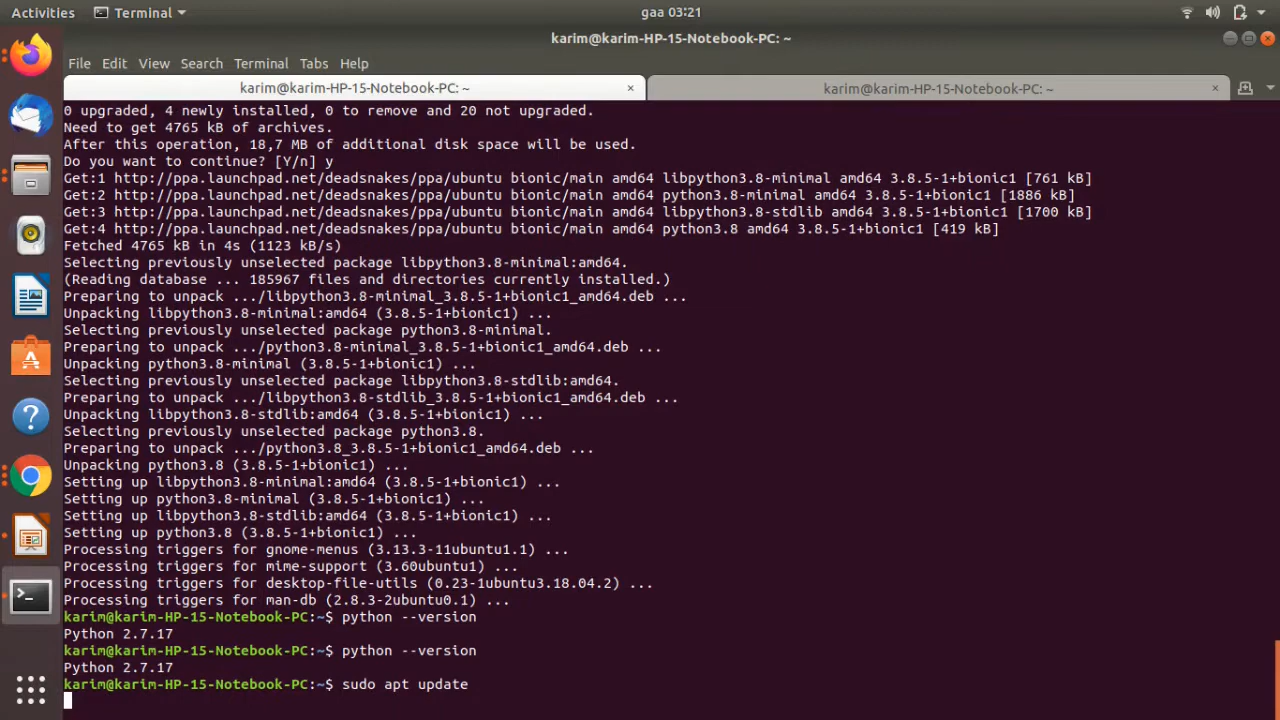 Activities
Terminal
gaa 03:21
karim@karim-HP-15-Notebook-PC: ~
File Edit View Search Terminal Tabs Help
karim@karim-HP-15-Notebook-PC: ~ ×
karim@karim-HP-15-Notebook-PC: ~ ×
0 upgraded, 4 newly installed, 0 to remove and 20 not upgraded.
Need to get 4765 kB of archives.
After this operation, 18,7 MB of additional disk space will be used.
Do you want to continue? [Y/n] y
Get:1 http://ppa.launchpad.net/deadsnakes/ppa/ubuntu bionic/main amd64 libpython3.8-minimal amd64 3.8.5-1+bionic1 [761 kB]
Get:2 http://ppa.launchpad.net/deadsnakes/ppa/ubuntu bionic/main amd64 python3.8-minimal amd64 3.8.5-1+bionic1 [1886 kB]
Get:3 http://ppa.launchpad.net/deadsnakes/ppa/ubuntu bionic/main amd64 libpython3.8-stdlib amd64 3.8.5-1+bionic1 [1700 kB]
Get:4 http://ppa.launchpad.net/deadsnakes/ppa/ubuntu bionic/main amd64 python3.8 amd64 3.8.5-1+bionic1 [419 kB]
Fetched 4765 kB in 4s (1123 kB/s)
Selecting previously unselected package libpython3.8-minimal:amd64.
(Reading database ... 185967 files and directories currently installed.)
Preparing to unpack .../libpython3.8-minimal_3.8.5-1+bionic1_amd64.deb ...
Unpacking libpython3.8-minimal:amd64 (3.8.5-1+bionic1) ...
Selecting previously unselected package python3.8-minimal.
Preparing to unpack .../python3.8-minimal_3.8.5-1+bionic1_amd64.deb ...
Unpacking python3.8-minimal (3.8.5-1+bionic1) ...
Selecting previously unselected package libpython3.8-stdlib:amd64.
Preparing to unpack .../libpython3.8-stdlib_3.8.5-1+bionic1_amd64.deb ...
Unpacking libpython3.8-stdlib:amd64 (3.8.5-1+bionic1) ...
Selecting previously unselected package python3.8.
Preparing to unpack .../python3.8_3.8.5-1+bionic1_amd64.deb ...
Unpacking python3.8 (3.8.5-1+bionic1) ...
Setting up libpython3.8-minimal:amd64 (3.8.5-1+bionic1) ...
Setting up python3.8-minimal (3.8.5-1+bionic1) ...
Setting up libpython3.8-stdlib:amd64 (3.8.5-1+bionic1) ...
Setting up python3.8 (3.8.5-1+bionic1) ...
Processing triggers for gnome-menus (3.13.3-11ubuntu1.1) ...
Processing triggers for mime-support (3.60ubuntu1) ...
Processing triggers for desktop-file-utils (0.23-1ubuntu3.18.04.2) ...
Processing triggers for man-db (2.8.3-2ubuntu0.1) ...
karim@karim-HP-15-Notebook-PC:~$ python --version
Python 2.7.17
karim@karim-HP-15-Notebook-PC:~$ python --version
Python 2.7.17
karim@karim-HP-15-Notebook-PC:~$ sudo apt update